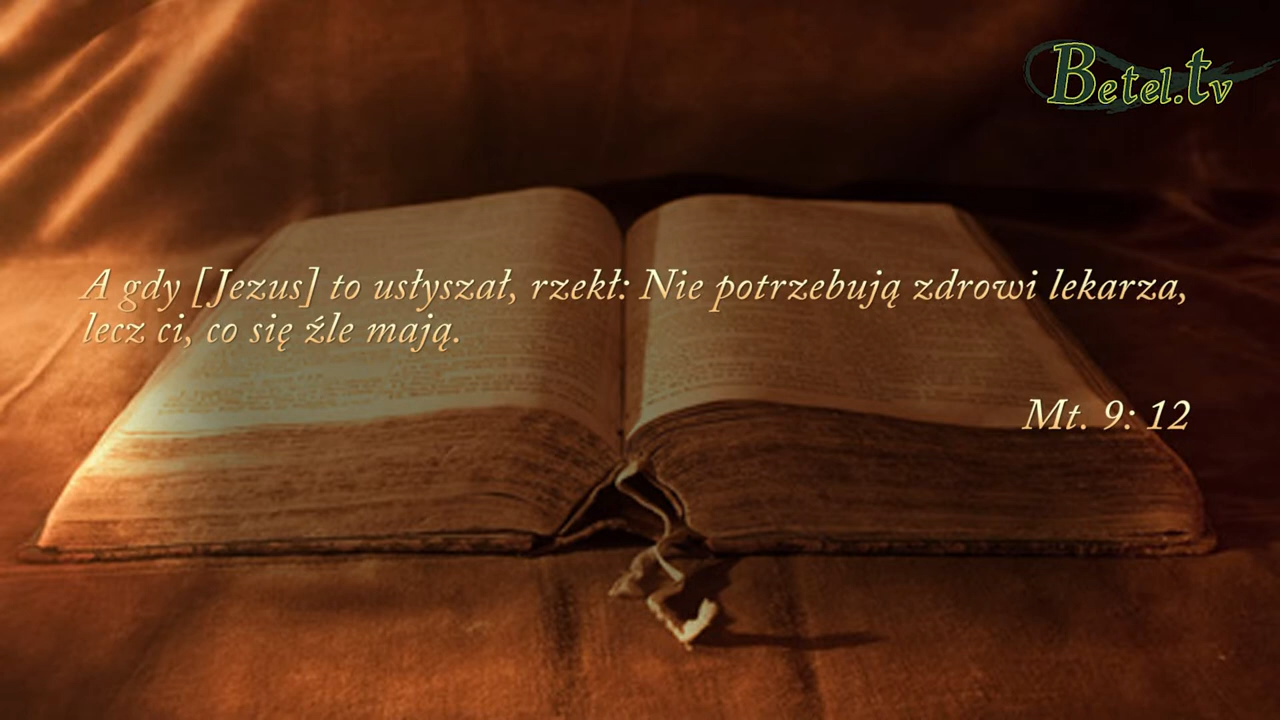 Betel.tv
A gdy [Jezus] to usłyszał, rzekł: Nie potrzebują zdrowi lekarza,
lecz ci, co się źle mają.
Mt. 9: 12